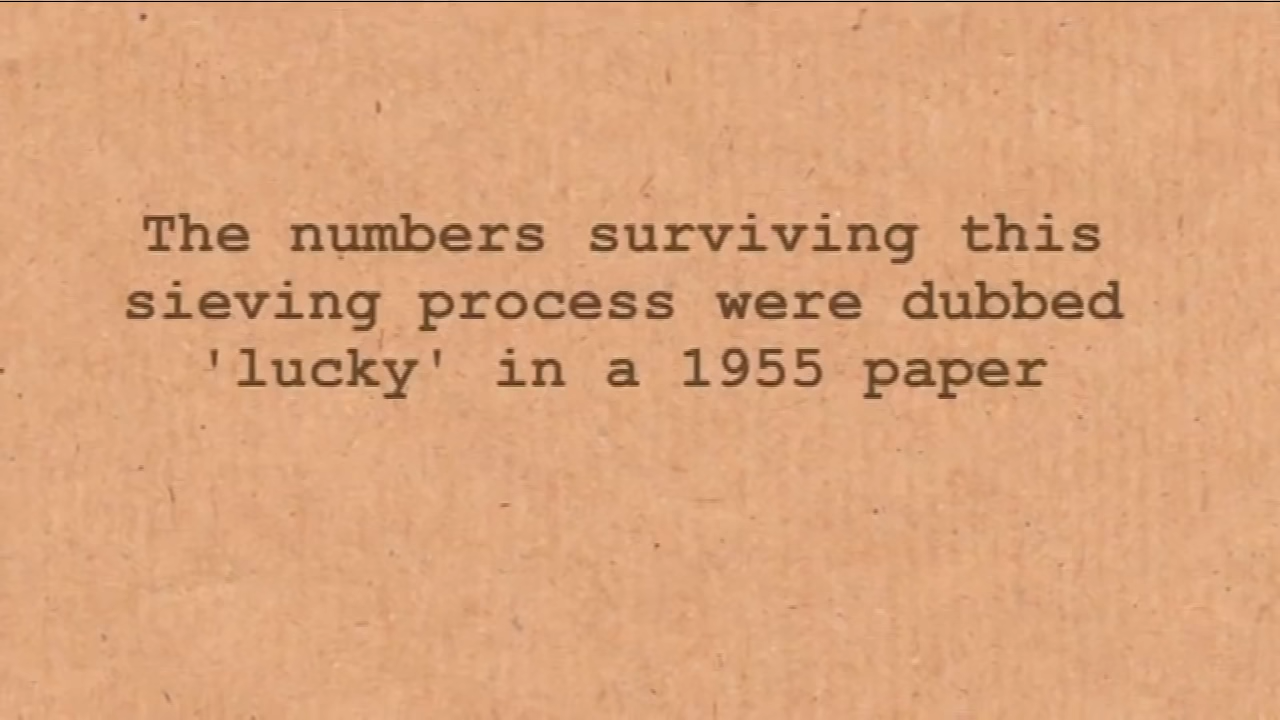 The numbers surviving this
sieving process were dubbed
'lucky' in a 1955 paper